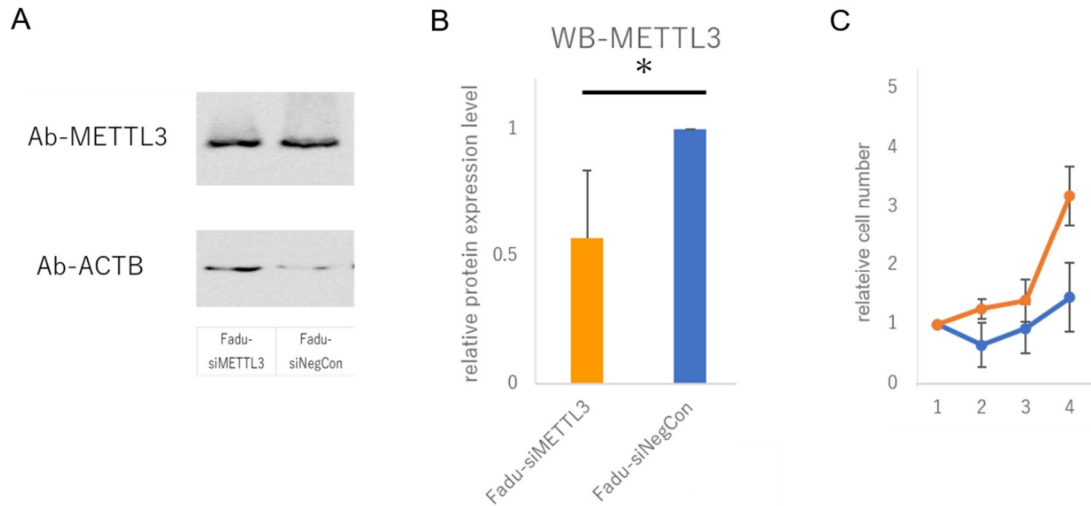 A
Ab-METTL3
Ab-ACTB
Fadu-
siMETTL3
Fadu-
siNegCon
B
WB-METTL3
*
relative protein expression level
1
0.5
0
Fadu-siMETTL3
Fadu-siNegCon
C
relateive cell number
5
4
3
2
1
0
1 2 3 4